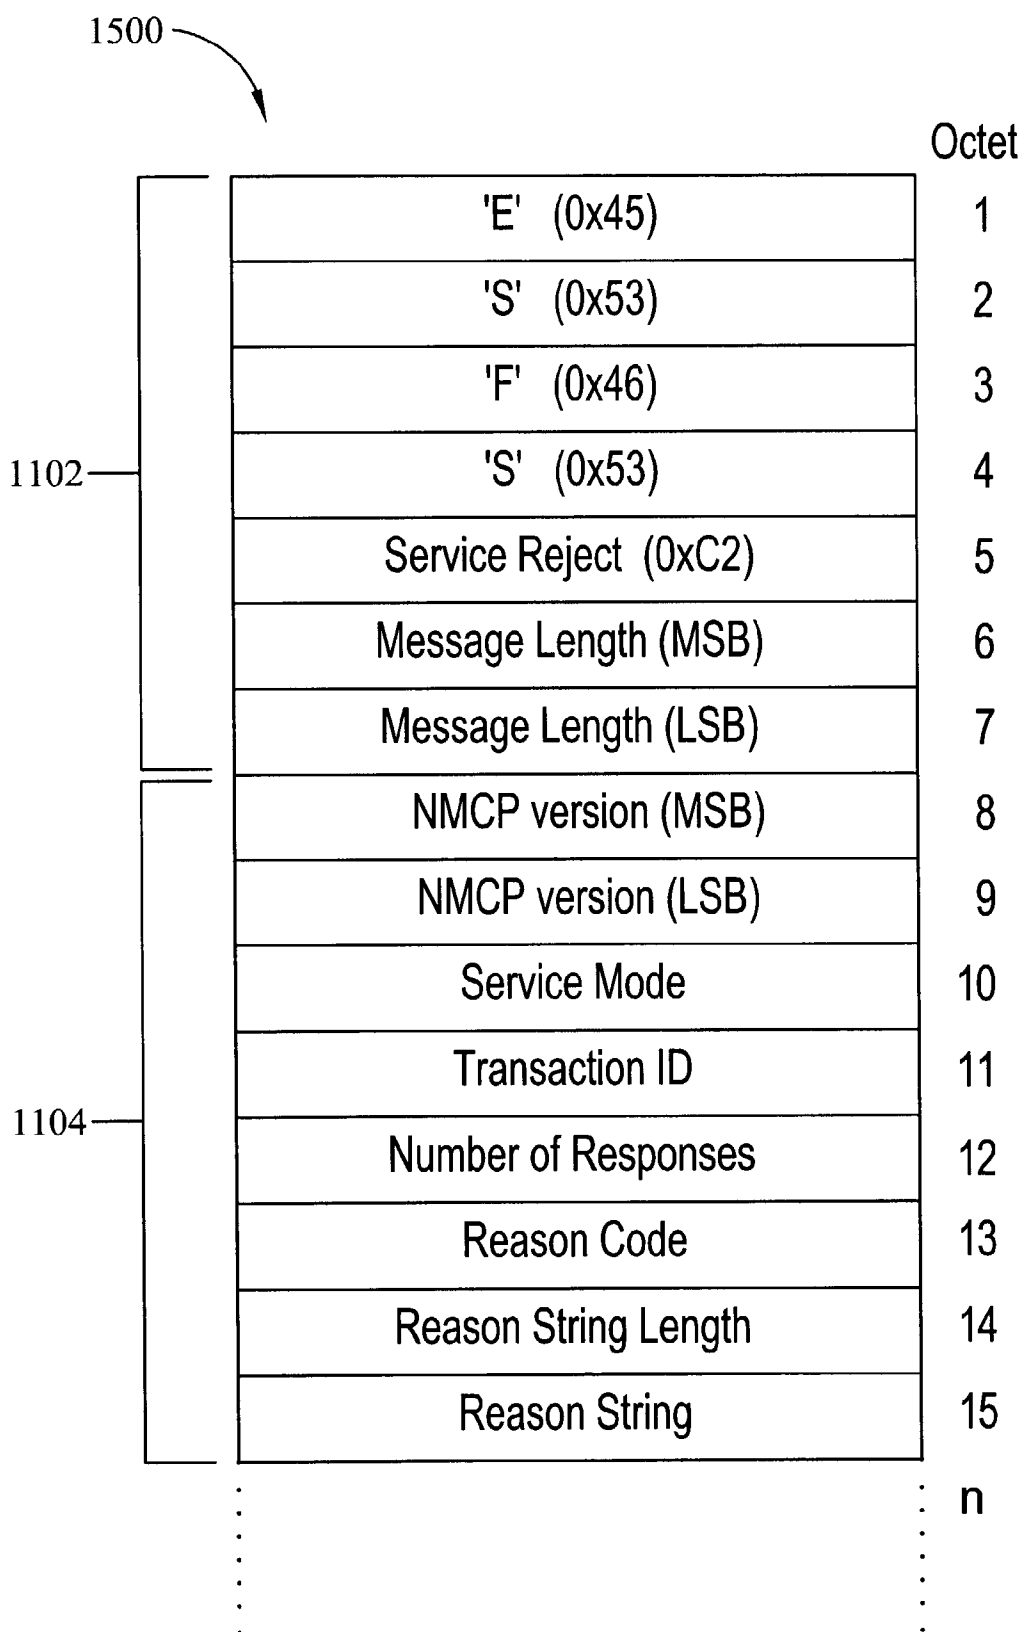 1500
Octet
'E' (0x45) 1
'S' (0x53) 2
'F' (0x46) 3
'S' (0x53) 4
1102
Service Reject (0xC2) 5
Message Length (MSB) 6
Message Length (LSB) 7
NMCP version (MSB) 8
NMCP version (LSB) 9
Service Mode 10
Transaction ID 11
1104
Number of Responses 12
Reason Code 13
Reason String Length 14
Reason String 15
n